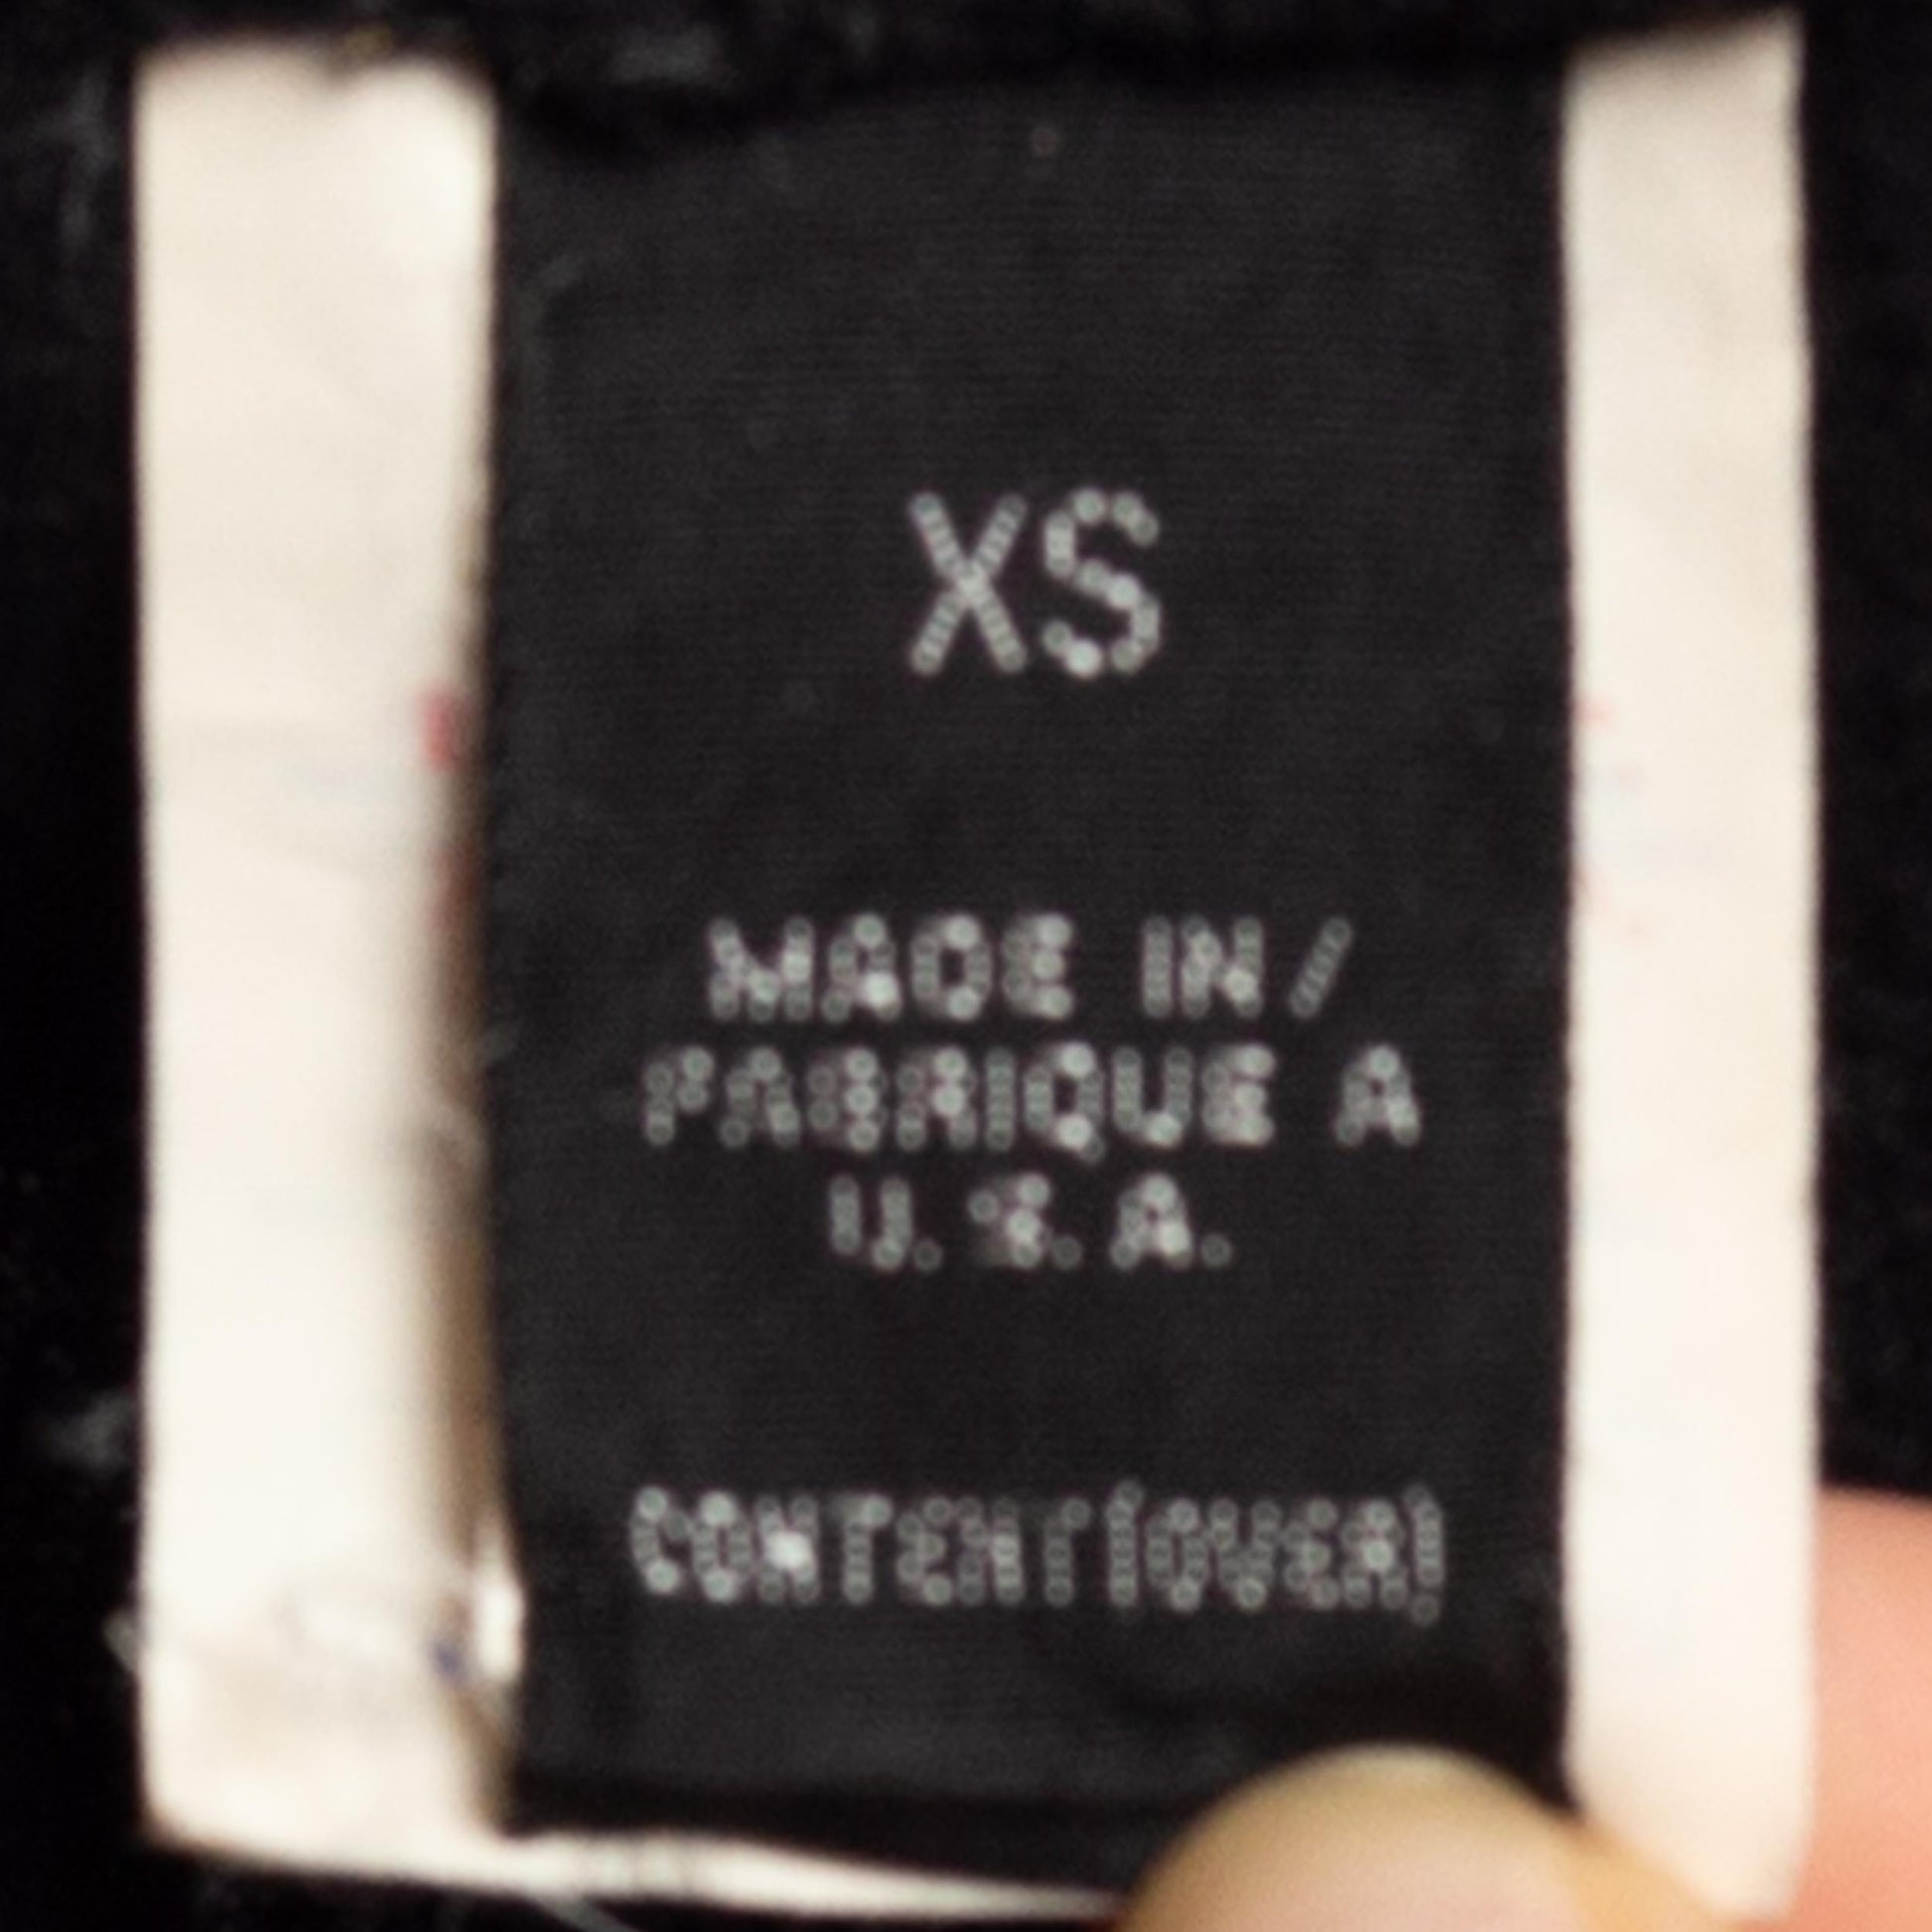 XS
MADE IN/
FABRIQUE A
U.S.A.
CONTENT(OVER)